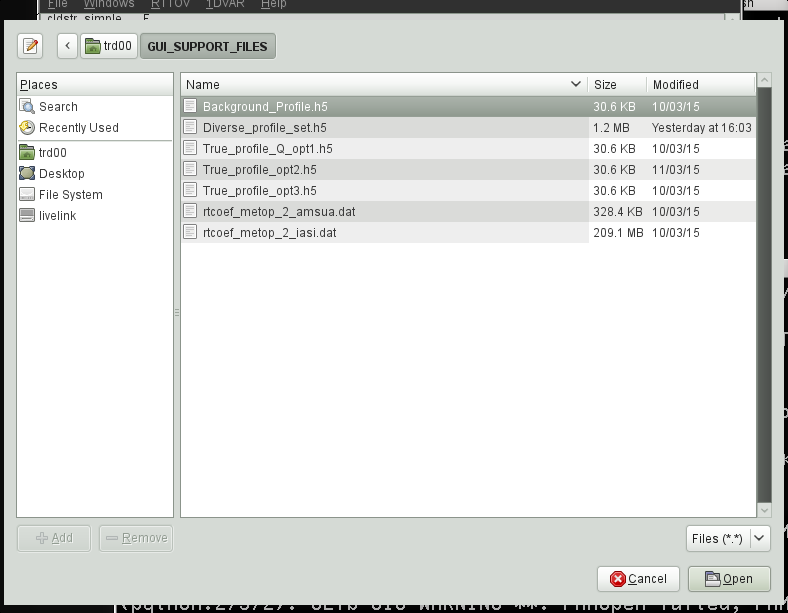 File Windows RTTOV 1DVAR Help
cldstr_simple F
trd00 GUI_SUPPORT_FILES
Places
Search
Recently Used
trd00
Desktop
File System
livelink
Name Size Modified
Background_Profile.h5 30.6 KB 10/03/15
Diverse_profile_set.h5 1.2 MB Yesterday at 16:03
True_profile_Q_opt1.h5 30.6 KB 10/03/15
True_profile_opt2.h5 30.6 KB 11/03/15
True_profile_opt3.h5 30.6 KB 10/03/15
rtcoef_metop_2_amsua.dat 328.4 KB 10/03/15
rtcoef_metop_2_iasi.dat 209.1 MB 10/03/15
Add Remove
Files (*.*)
Cancel Open